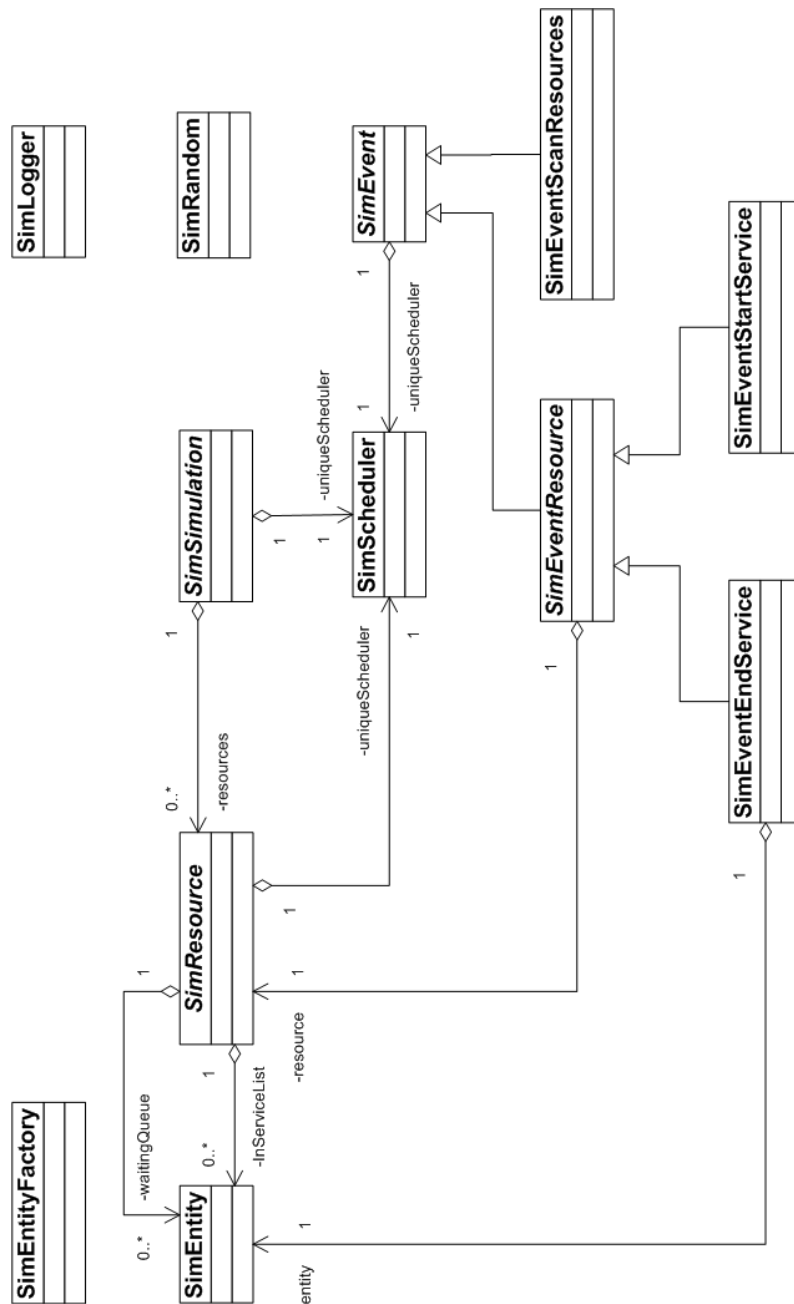 SimEntityFactory
SimLogger
0..*
-waitingQueue
1
0..*
1
SimEntity
SimResource
SimSimulation
SimRandom
0..*
1
-resources
-InServiceList
1
1
entity
1
-resource
1
1
-uniqueScheduler
-uniqueScheduler
1
1
SimScheduler
SimEvent
1
-uniqueScheduler
1
SimEventResource
SimEventScanResources
1
SimEventEndService
SimEventStartService